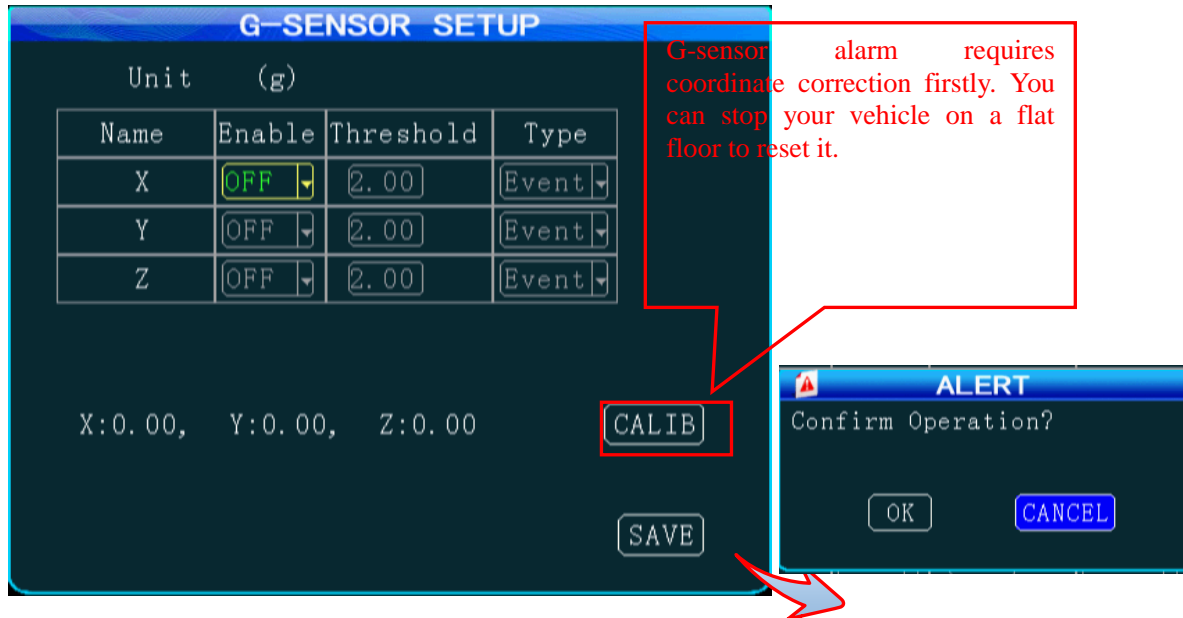 G-SENSOR SETUP
Unit (g)
Name Enable Threshold Type
X OFF 2.00 Event
Y OFF 2.00 Event
Z OFF 2.00 Event
X:0.00, Y:0.00, Z:0.00 CALIB
SAVE
G-sensor alarm requires
coordinate correction firstly. You
can stop your vehicle on a flat
floor to reset it.
ALERT
Confirm Operation?
OK CANCEL